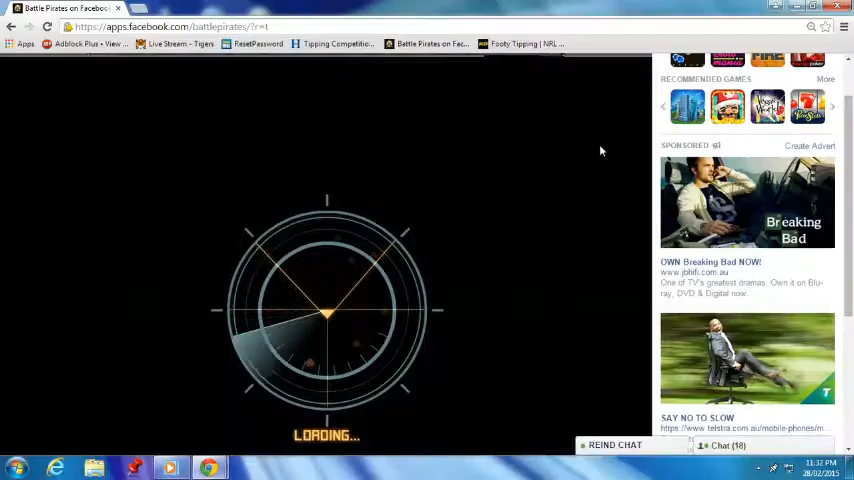 Battle Pirates on Facebook
https://apps.facebook.com/battlepirates/?r=t
Apps Adblock Plus • View ... Live Stream - Tigers ResetPassword Tipping Competitio... Battle Pirates on Fac... Footy Tipping | NRL ...
RECOMMENDED GAMES More
SPONSORED Create Advert
Breaking
Bad
OWN Breaking Bad NOW!
www.jbhifi.com.au
One of TV's greatest dramas. Own it on Blu-
ray, DVD & Digital now.
SAY NO TO SLOW
https://www.telstra.com.au/mobile-phones/m...
LOADING...
REIND CHAT Chat (18)
11:32 PM
28/02/2015